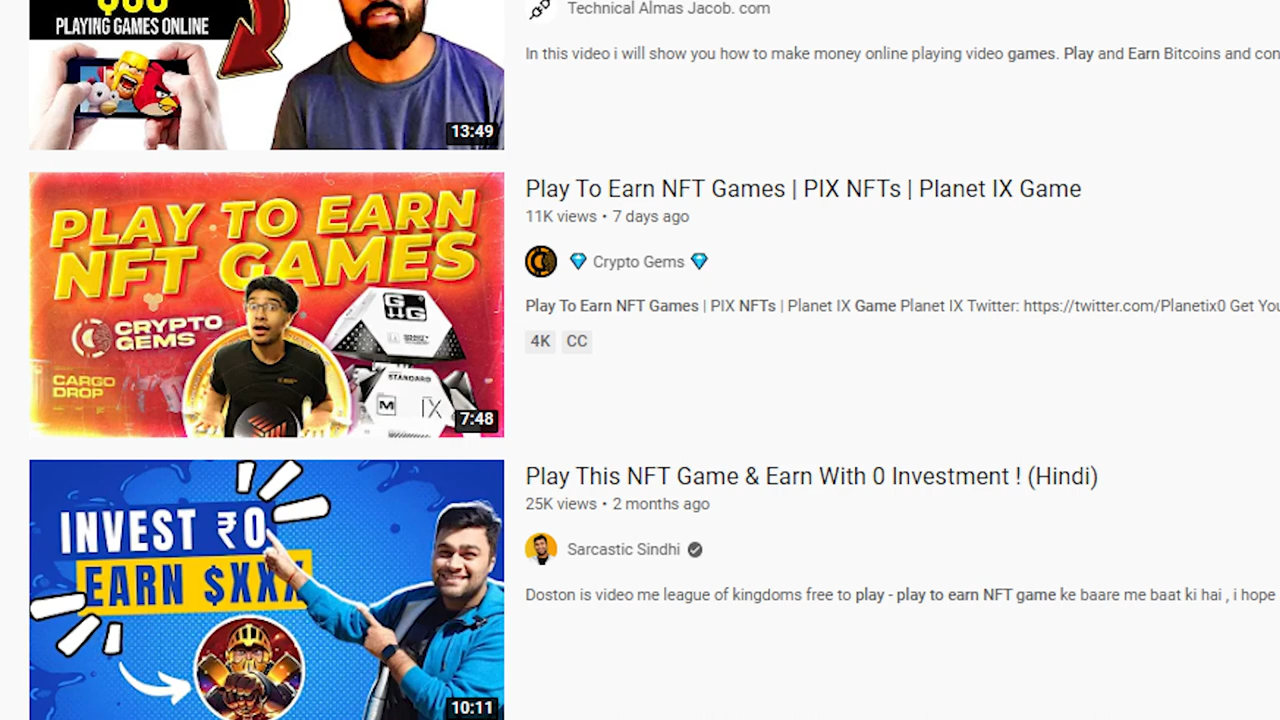 Technical Almas Jacob. com
PLAYING GAMES ONLINE
In this video i will show you how to make money online playing video games. Play and Earn Bitcoins and con
13:49
Play To Earn NFT Games | PIX NFTs | Planet IX Game
11K views • 7 days ago
💎 Crypto Gems 💎
Play To Earn NFT Games | PIX NFTs | Planet IX Game Planet IX Twitter: https://twitter.com/Planetix0 Get You
4K CC
PLAY TO EARN
NFT GAMES
CRYPTO
GEMS
CARGO
DROP
STANDARD
M IX
7:48
Play This NFT Game & Earn With 0 Investment ! (Hindi)
25K views • 2 months ago
Sarcastic Sindhi
Doston is video me league of kingdoms free to play - play to earn NFT game ke baare me baat ki hai , i hope
INVEST ₹0
EARN $XXX
10:11